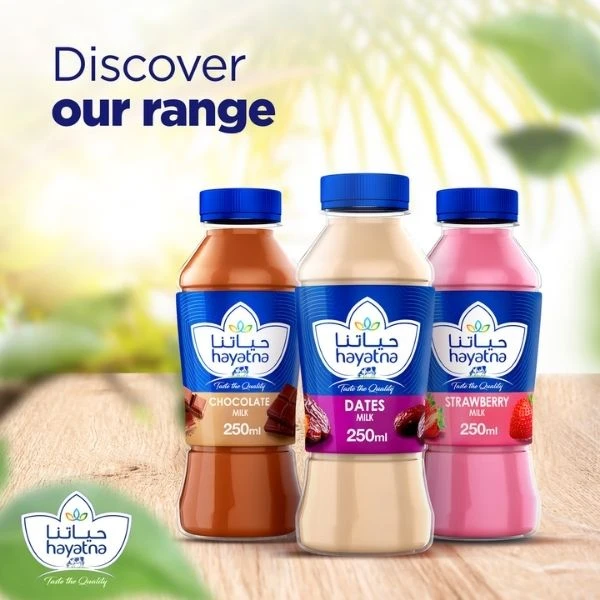 Discover
our range
حياتنا
hayatna
Taste the Quality
CHOCOLATE
MILK
250ml
حياتنا
hayatna
Taste the Quality
DATES
MILK
250ml
حياتنا
hayatna
Taste the Quality
STRAWBERRY
MILK
250ml
حياتنا
hayatna
Taste the Quality